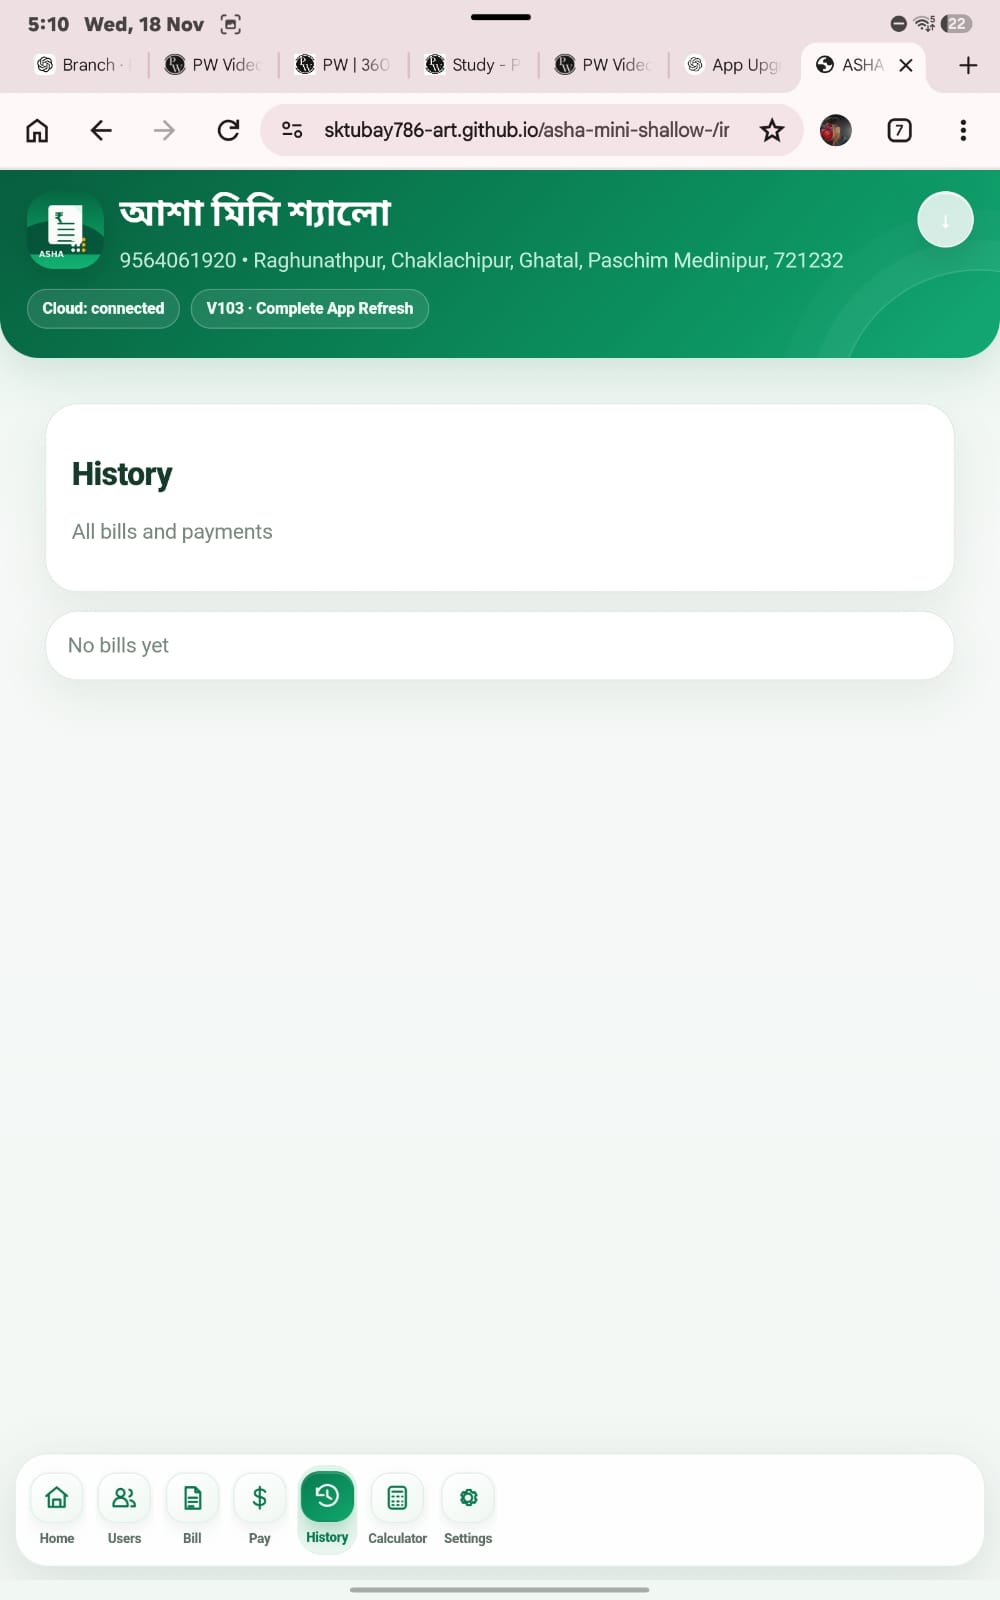 5:10 Wed, 18 Nov 22
Branch · PW Vide PW | 360 Study - P PW Vide App Upg ASHA
sktubay786-art.github.io/asha-mini-shallow-/ir 7
আশা মিনি শ্যালো
9564061920 • Raghunathpur, Chaklachipur, Ghatal, Paschim Medinipur, 721232
ASHA
Cloud: connected V103 · Complete App Refresh
History
All bills and payments
No bills yet
Home Users Bill Pay History Calculator Settings